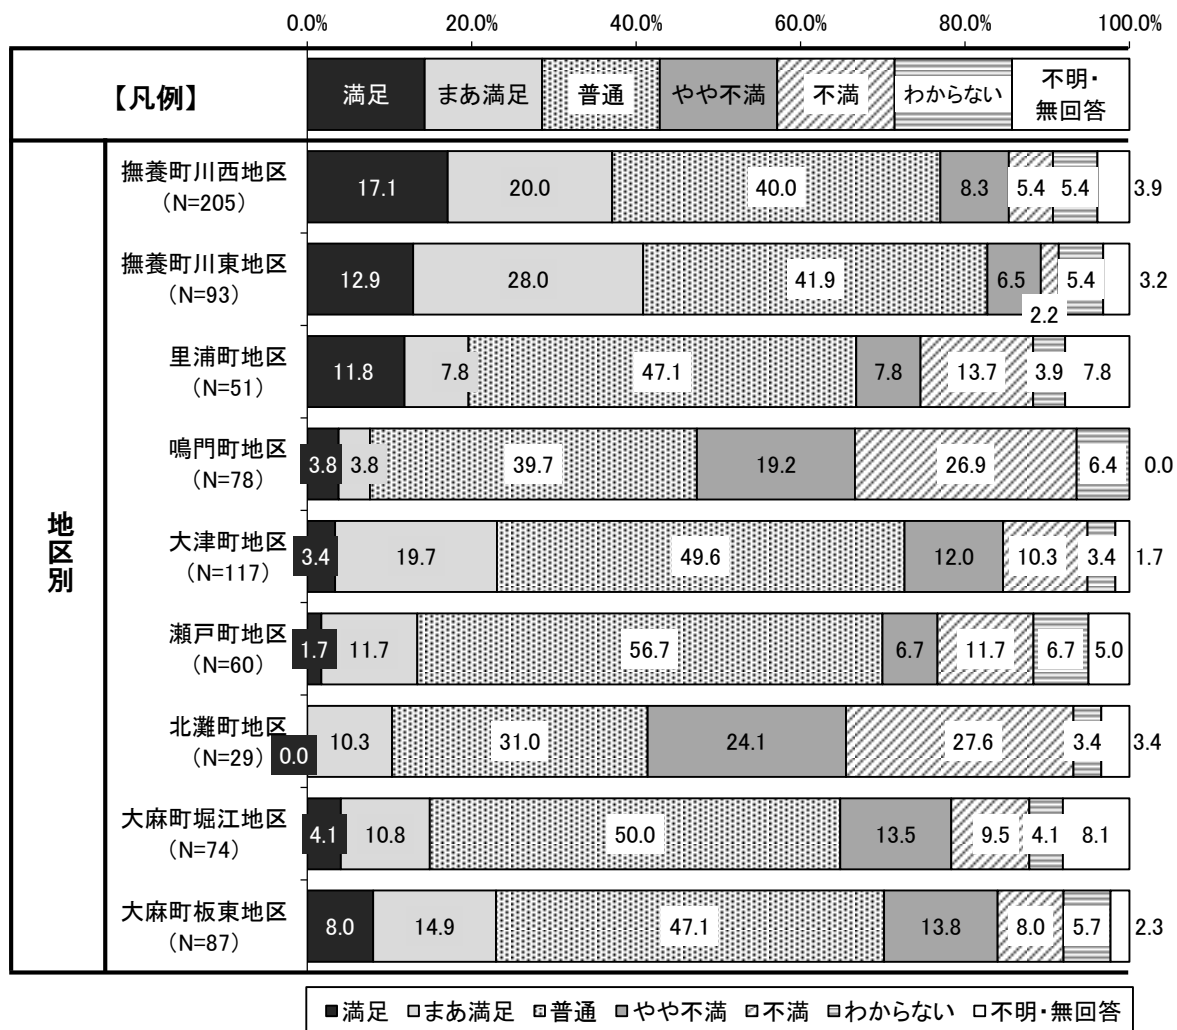 0.0% 20.0% 40.0% 60.0% 80.0% 100.0%
【凡例】 満足 まあ満足 普通 やや不満 不満 わからない 不明・
無回答
地区別
撫養町川西地区
(N=205)
17.1 20.0 40.0 8.3 5.4 5.4 3.9
撫養町川東地区
(N=93)
12.9 28.0 41.9 6.5 2.2 5.4 3.2
里浦町地区
(N=51)
11.8 7.8 47.1 7.8 13.7 3.9 7.8
鳴門町地区
(N=78)
3.8 3.8 39.7 19.2 26.9 6.4 0.0
大津町地区
(N=117)
3.4 19.7 49.6 12.0 10.3 3.4 1.7
瀬戸町地区
(N=60)
1.7 11.7 56.7 6.7 11.7 6.7 5.0
北灘町地区
(N=29)
0.0 10.3 31.0 24.1 27.6 3.4 3.4
大麻町堀江地区
(N=74)
4.1 10.8 50.0 13.5 9.5 4.1 8.1
大麻町板東地区
(N=87)
8.0 14.9 47.1 13.8 8.0 5.7 2.3
満足 まあ満足 普通 やや不満 不満 わからない 不明・無回答